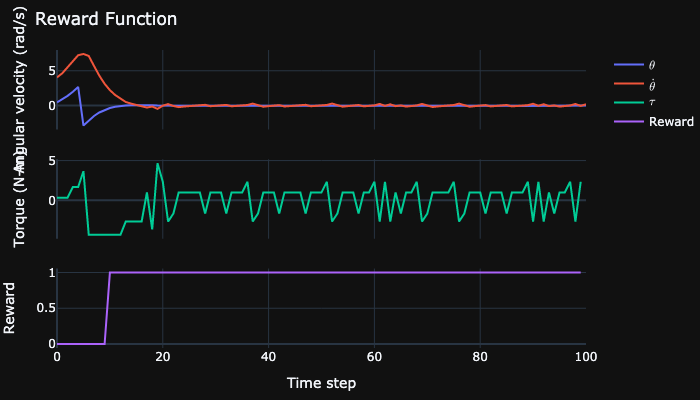 Reward Function
Angular velocity (rad/s)
5
0
θ
θ̇
τ
Reward
Torque (N·m)
5
0
Reward
1
0.5
0
0
20
40
60
80
100
Time step